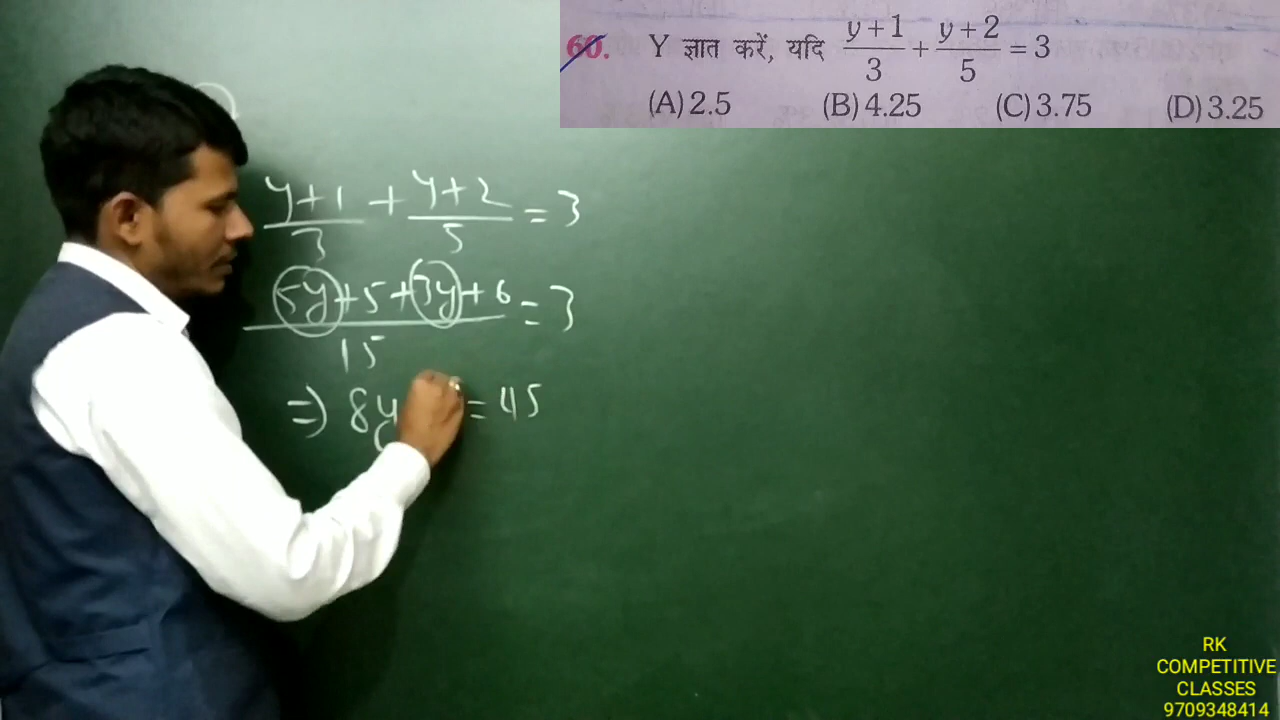 60. Y ज्ञात करें, यदि (y+1)/3 + (y+2)/5 = 3
(A) 2.5 (B) 4.25 (C) 3.75 (D) 3.25
(y+1)/3 + (y+2)/5 = 3
(5y+5+3y+6)/15 = 3
=) 8y = 45
RK
COMPETITIVE
CLASSES
9709348414